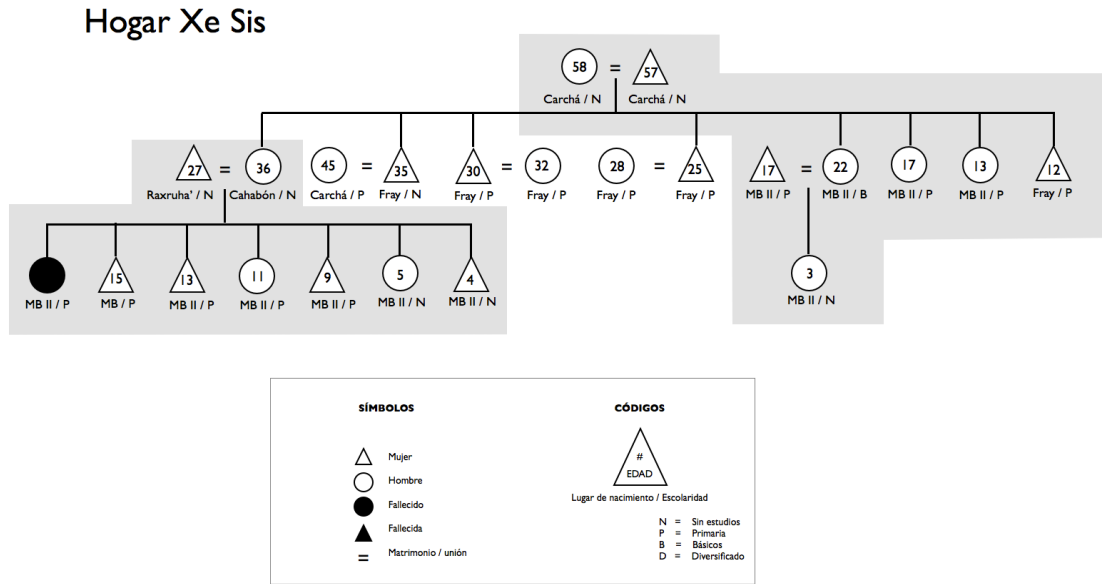 Hogar Xe Sis
58 = 57
Carchá / N Carchá / N
27 = 36 45 = 35 30 = 32 28 = 25 17 = 22 17 13 12
Raxruha' / N Cahabón / N Carchá / P Fray / N Fray / P Fray / P Fray / P Fray / P MB II / P MB II / B MB II / P MB II / P Fray / P
15 13 11 9 5 4 3
MB II / P MB / P MB II / P MB II / P MB II / P MB II / N MB II / N MB II / N
SÍMBOLOS
Mujer
Hombre
Fallecido
Fallecida
= Matrimonio / unión
CÓDIGOS
#
EDAD
Lugar de nacimiento / Escolaridad
N = Sin estudios
P = Primaria
B = Básicos
D = Diversificado